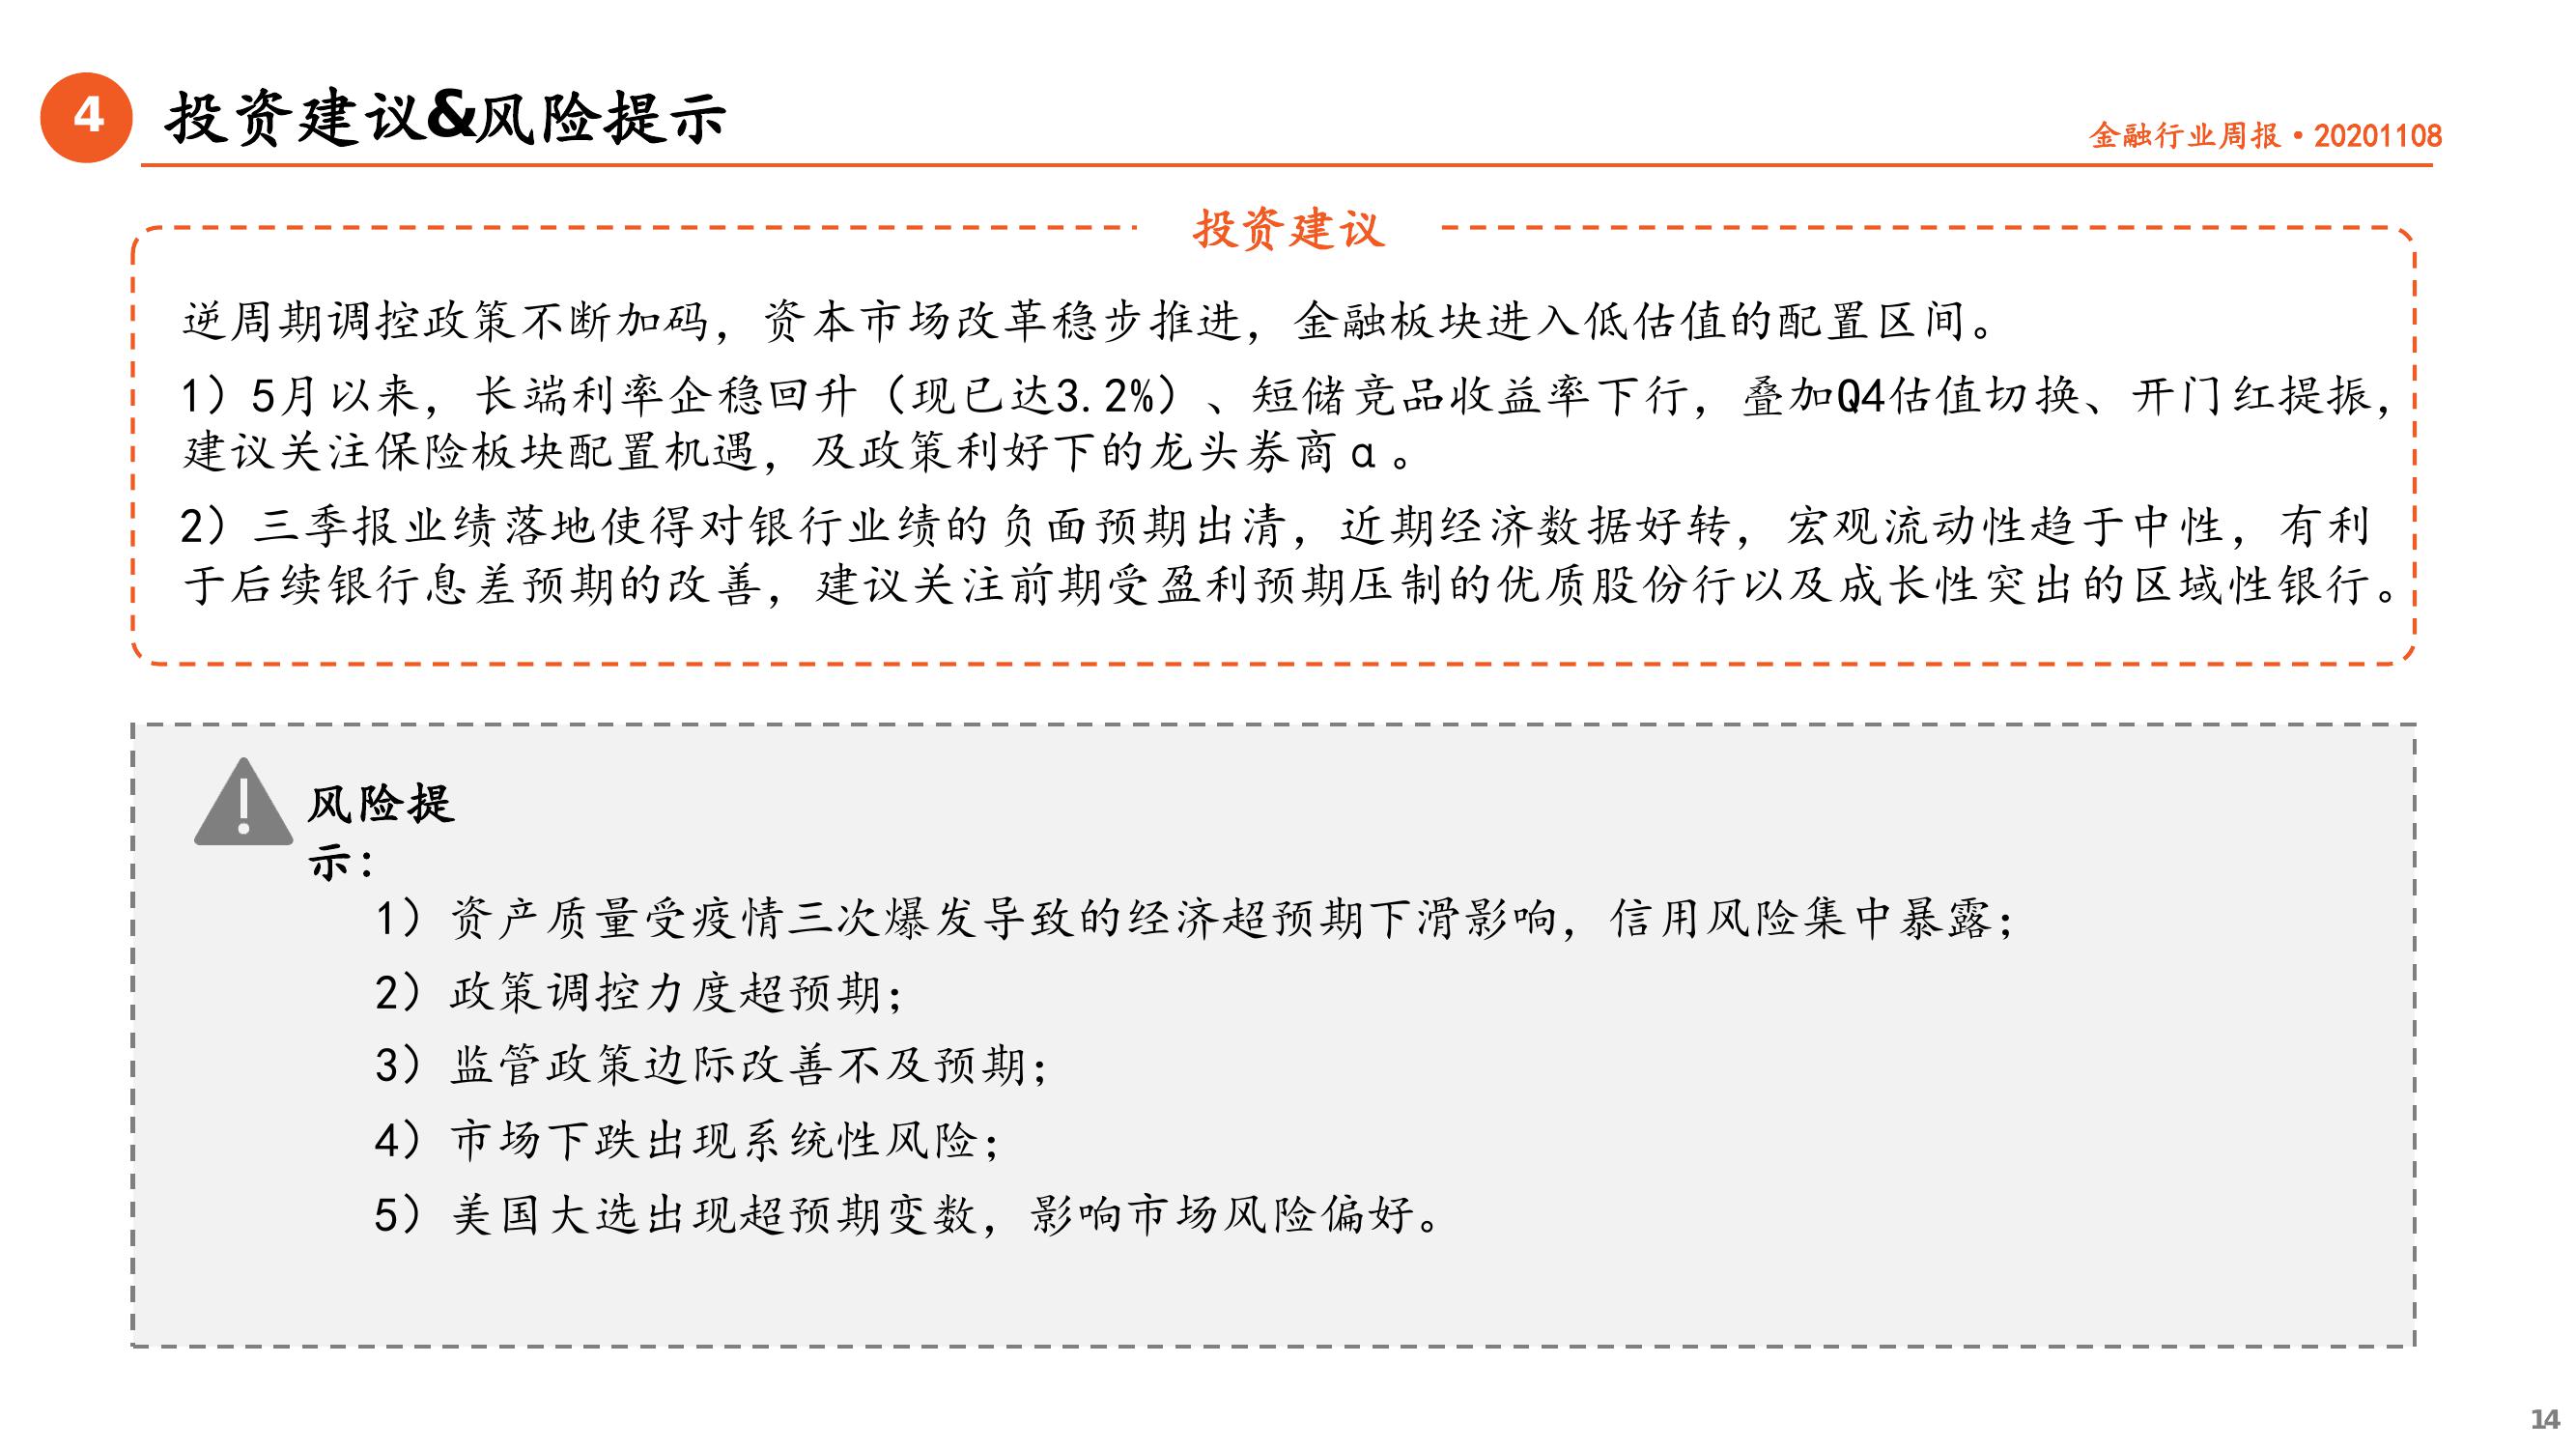 4
投资建议&风险提示
金融行业周报•20201108
投资建议
逆周期调控政策不断加码，资本市场改革稳步推进，金融板块进入低估值的配置区间。
1）5月以来，长端利率企稳回升（现已达3.2%）、短储竞品收益率下行，叠加Q4估值切换、开门红提振，
建议关注保险板块配置机遇，及政策利好下的龙头券商α。
2）三季报业绩落地使得对银行业绩的负面预期出清，近期经济数据好转，宏观流动性趋于中性，有利
于后续银行息差预期的改善，建议关注前期受盈利预期压制的优质股份行以及成长性突出的区域性银行。
风险提
示：
1）资产质量受疫情三次爆发导致的经济超预期下滑影响，信用风险集中暴露；
2）政策调控力度超预期；
3）监管政策边际改善不及预期；
4）市场下跌出现系统性风险；
5）美国大选出现超预期变数，影响市场风险偏好。
14